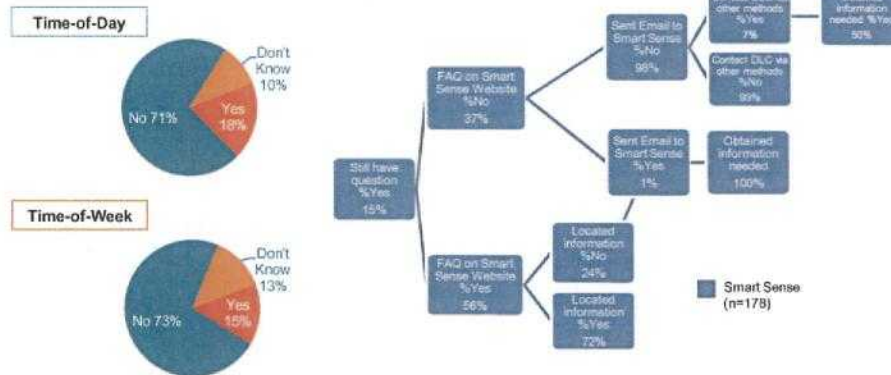 Time-of-Day
Don't
Know
10%
No 71%
Yes
18%
Time-of-Week
Don't
Know
13%
No 73%
Yes
15%
Still have
question
%Yes
15%
FAQ on Smart
Sense Website
%No
37%
FAQ on Smart
Sense Website
%Yes
56%
Sent Email to
Smart Sense
%No
98%
Sent Email to
Smart Sense
%Yes
1%
Located
information
%No
24%
Located
information
%Yes
72%
other methods
%Yes
7%
Contact DLC via
other methods
%No
93%
information
needed %Yes
50%
Obtained
information
needed
100%
Smart Sense
(n=178)